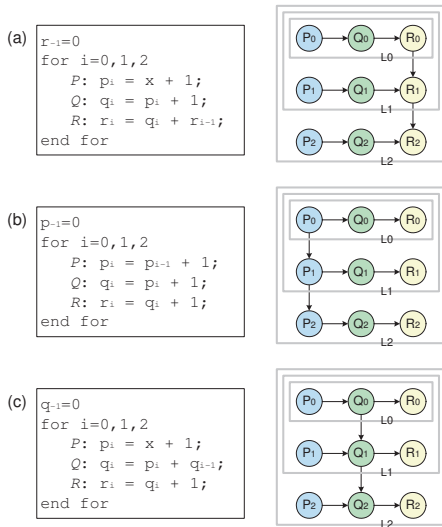 (a)
r-1=0
for i=0,1,2
P: pi = x + 1;
Q: qi = pi + 1;
R: ri = qi + ri-1;
end for
P0 Q0 R0
L0
P1 Q1 R1
L1
P2 Q2 R2
L2
(b)
p-1=0
for i=0,1,2
P: pi = pi-1 + 1;
Q: qi = pi + 1;
R: ri = qi + 1;
end for
P0 Q0 R0
L0
P1 Q1 R1
L1
P2 Q2 R2
L2
(c)
q-1=0
for i=0,1,2
P: pi = x + 1;
Q: qi = pi + qi-1;
R: ri = qi + 1;
end for
P0 Q0 R0
L0
P1 Q1 R1
L1
P2 Q2 R2
L2